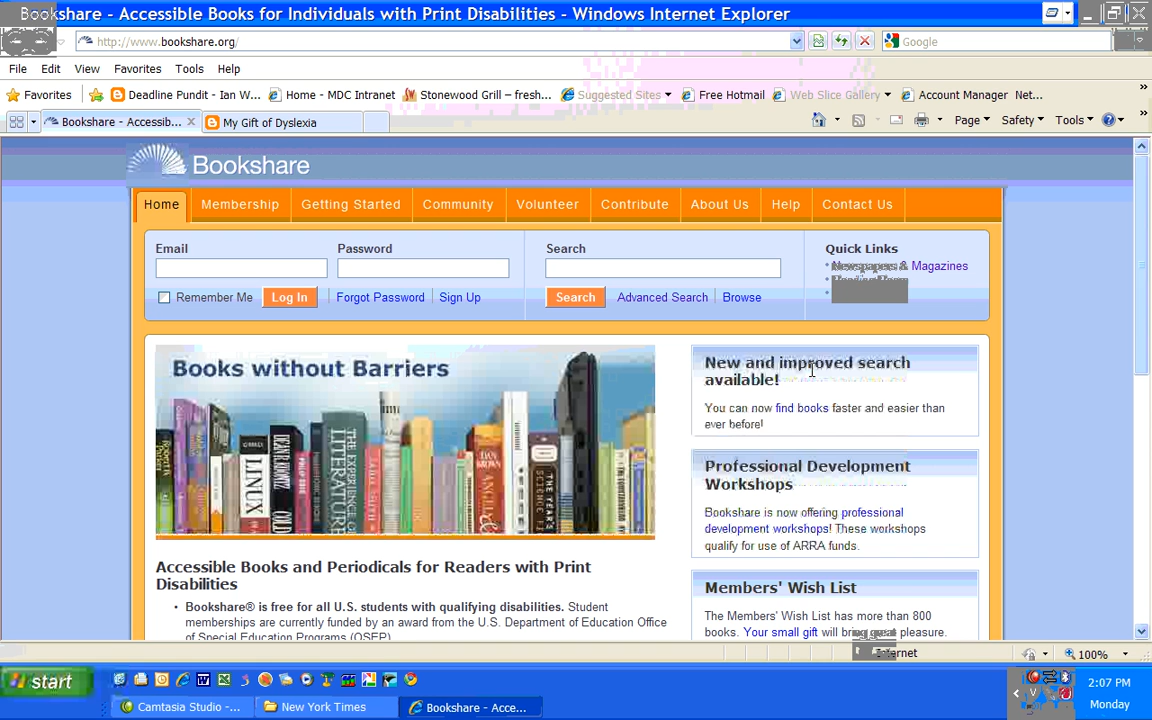 Bookshare - Accessible Books for Individuals with Print Disabilities - Windows Internet Explorer
http://www.bookshare.org/
Google
File Edit View Favorites Tools Help
Favorites Deadline Pundit - Ian W... Home - MDC Intranet Stonewood Grill – fresh... Suggested Sites Free Hotmail Web Slice Gallery Account Manager Net...
Bookshare - Accessib... My Gift of Dyslexia Page Safety Tools
Bookshare
Home Membership Getting Started Community Volunteer Contribute About Us Help Contact Us
Email Password Search Quick Links
Newspapers & Magazines
Remember Me Log In Forgot Password Sign Up Search Advanced Search Browse
Books without Barriers
LINUX
THE EXPERIENCE OF LITERATURE
DAN BROWN
THE YEAR'S
SCIENCE
New and improved search
available!
You can now find books faster and easier than
ever before!
Professional Development
Workshops
Bookshare is now offering professional
development workshops! These workshops
qualify for use of ARRA funds.
Members' Wish List
The Members' Wish List has more than 800
books. Your small gift will bring great pleasure.
Accessible Books and Periodicals for Readers with Print
Disabilities
• Bookshare® is free for all U.S. students with qualifying disabilities. Student
memberships are currently funded by an award from the U.S. Department of Education Office
of Special Education Programs (OSEP)
Internet 100%
start 2:07 PM
Camtasia Studio - ... New York Times Bookshare - Acce... Monday